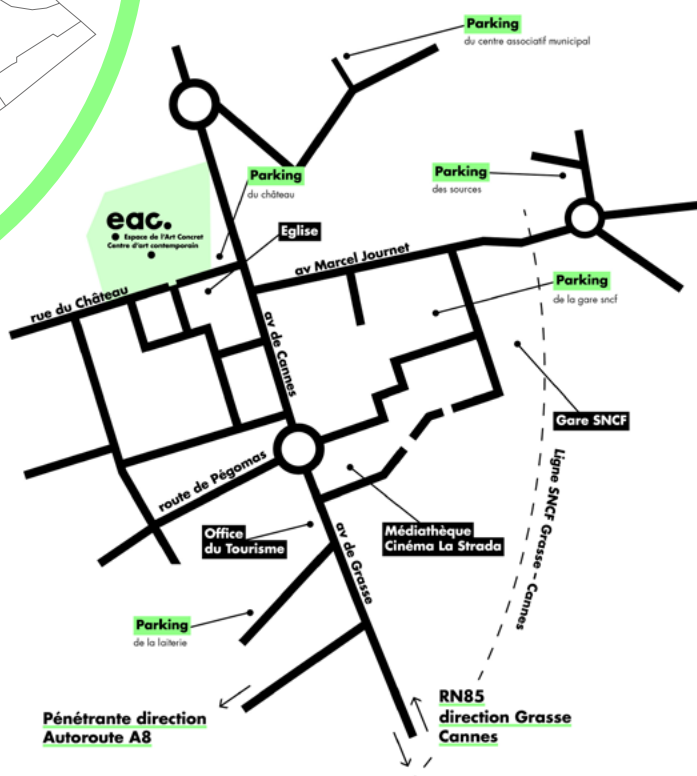 Parking
du centre associatif municipal
Parking
du château
Parking
des sources
eac.
Espace de l'Art Concret
Centre d'art contemporain
Eglise
av Marcel Journet
rue du Château
Parking
de la gare sncf
av de Cannes
Gare SNCF
route de Pégomas
Ligne SNCF Grasse - Cannes
Office
du Tourisme
Médiathèque
Cinéma La Strada
av de Grasse
Parking
de la laiterie
Pénétrante direction
Autoroute A8
RN85
direction Grasse
Cannes